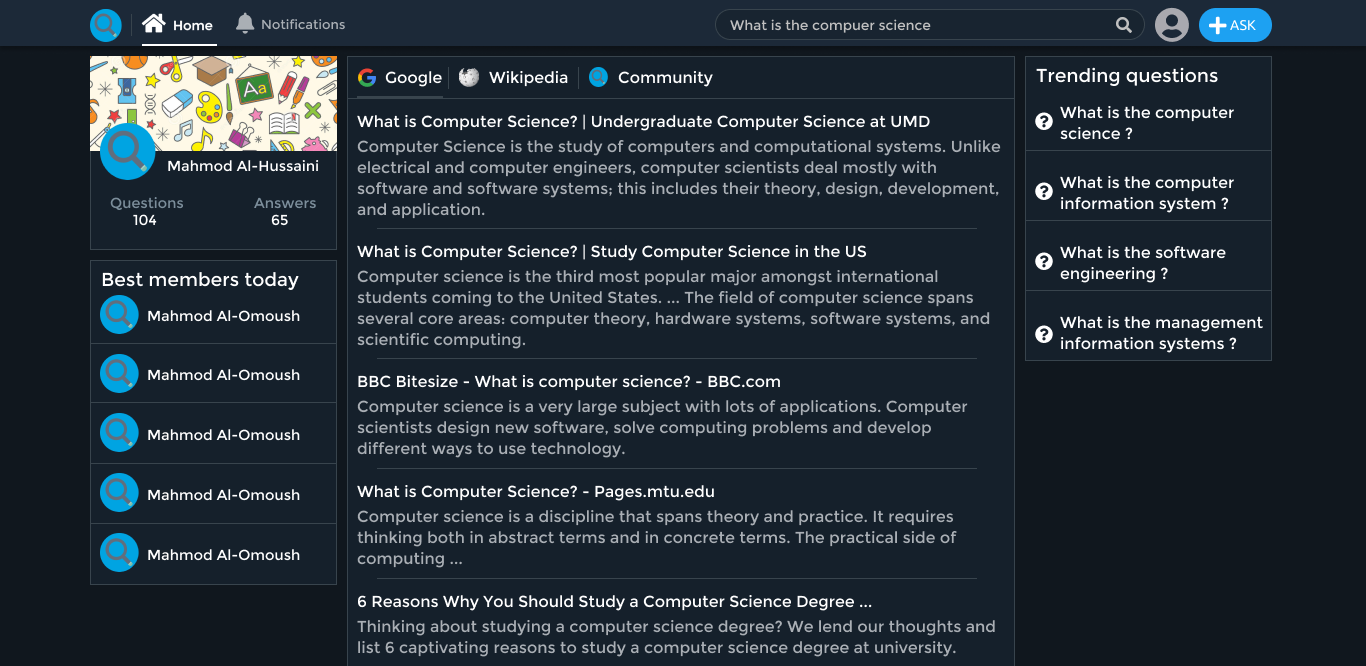 Home
Notifications
What is the compuer science
ASK
Aa
Mahmod Al-Hussaini
Questions
104
Answers
65
Best members today
Mahmod Al-Omoush
Mahmod Al-Omoush
Mahmod Al-Omoush
Mahmod Al-Omoush
Mahmod Al-Omoush
Google
Wikipedia
Community
What is Computer Science? | Undergraduate Computer Science at UMD
Computer Science is the study of computers and computational systems. Unlike
electrical and computer engineers, computer scientists deal mostly with
software and software systems; this includes their theory, design, development,
and application.
What is Computer Science? | Study Computer Science in the US
Computer science is the third most popular major amongst international
students coming to the United States. ... The field of computer science spans
several core areas: computer theory, hardware systems, software systems, and
scientific computing.
BBC Bitesize - What is computer science? - BBC.com
Computer science is a very large subject with lots of applications. Computer
scientists design new software, solve computing problems and develop
different ways to use technology.
What is Computer Science? - Pages.mtu.edu
Computer science is a discipline that spans theory and practice. It requires
thinking both in abstract terms and in concrete terms. The practical side of
computing ...
6 Reasons Why You Should Study a Computer Science Degree ...
Thinking about studying a computer science degree? We lend our thoughts and
list 6 captivating reasons to study a computer science degree at university.
Trending questions
What is the computer
science ?
What is the computer
information system ?
What is the software
engineering ?
What is the management
information systems ?